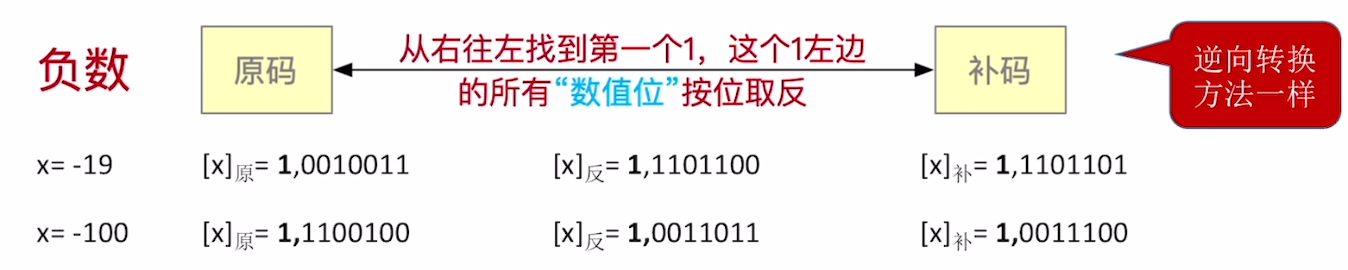 负数
原码
从右往左找到第一个1，这个1左边
的所有“数值位”按位取反
补码
逆向转换
方法一样
x= -19 [x]原= 1,0010011 [x]反= 1,1101100 [x]补= 1,1101101
x= -100 [x]原= 1,1100100 [x]反= 1,0011011 [x]补= 1,0011100